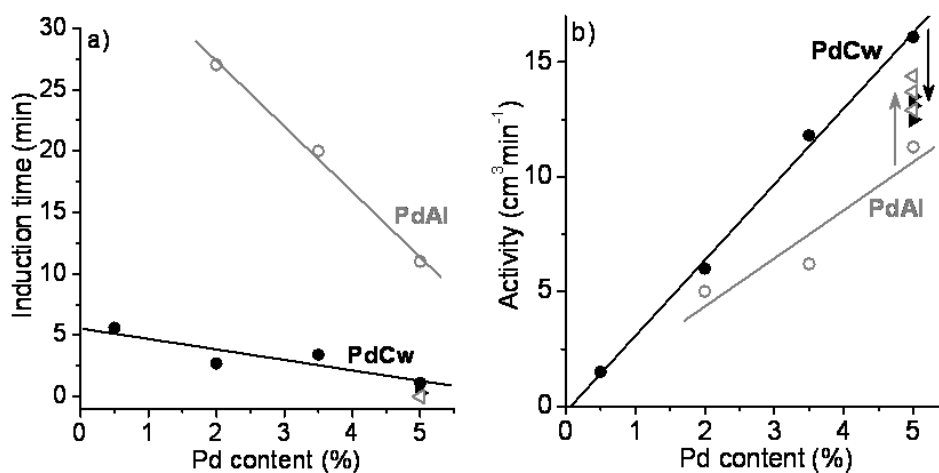 a)
Induction time (min)
30
25
20
15
10
5
0
PdAl
PdCw
0 1 2 3 4 5
Pd content (%)
b)
Activity (cm³min⁻¹)
15
10
5
0
PdCw
PdAl
0 1 2 3 4 5
Pd content (%)